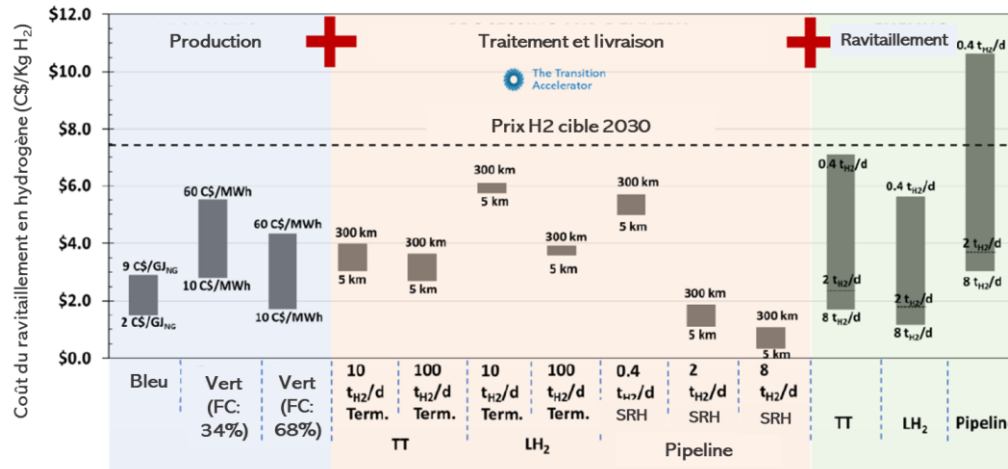 $12.0
$10.0
$8.0
$6.0
$4.0
$2.0
$0.0
Coût du ravitaillement en hydrogène (C$/Kg H₂)
Production
Traitement et livraison
Ravitaillement
The Transition
Accelerator
Prix H2 cible 2030
9 C$/GJNG
2 C$/GJNG
60 C$/MWh
10 C$/MWh
60 C$/MWh
10 C$/MWh
300 km
5 km
300 km
5 km
300 km
5 km
300 km
5 km
300 km
5 km
300 km
5 km
300 km
5 km
0.4 tH2/d
2 tH2/d
8 tH2/d
0.4 tH2/d
2 tH2/d
8 tH2/d
0.4 tH2/d
2 tH2/d
8 tH2/d
Bleu
Vert
(FC:
34%)
Vert
(FC:
68%)
10
tH2/d
Term.
100
tH2/d
Term.
10
tH2/d
Term.
100
tH2/d
Term.
0.4
tH2/d
SRH
2
tH2/d
SRH
8
tH2/d
SRH
TT
LH₂
Pipeline
TT
LH₂
Pipelin